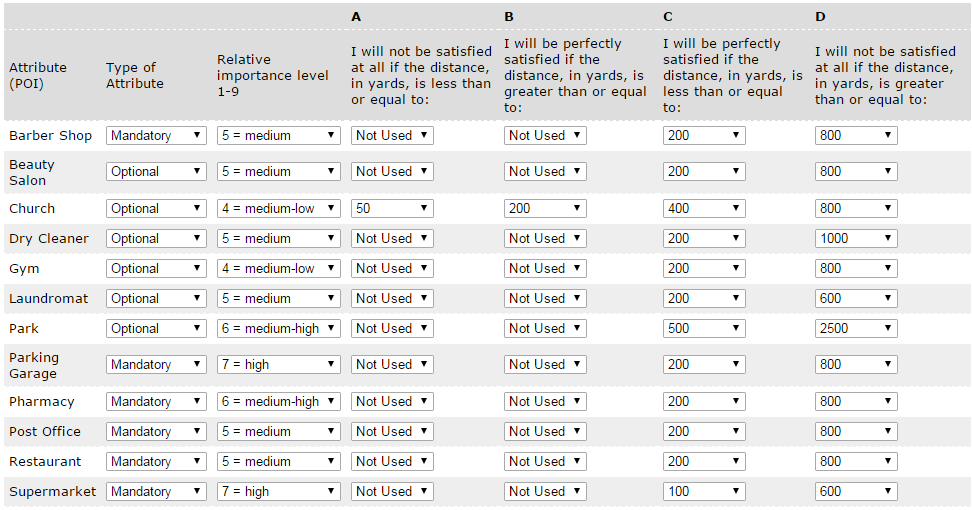 A B C D
Attribute (POI) Type of Attribute Relative importance level 1-9 I will not be satisfied at all if the distance, in yards, is less than or equal to: I will be perfectly satisfied if the distance, in yards, is greater than or equal to: I will be perfectly satisfied if the distance, in yards, is less than or equal to: I will not be satisfied at all if the distance, in yards, is greater than or equal to:
Barber Shop Mandatory 5 = medium Not Used Not Used 200 800
Beauty Salon Optional 5 = medium Not Used Not Used 200 800
Church Optional 4 = medium-low 50 200 400 800
Dry Cleaner Optional 5 = medium Not Used Not Used 200 1000
Gym Optional 4 = medium-low Not Used Not Used 200 800
Laundromat Optional 5 = medium Not Used Not Used 200 600
Park Optional 6 = medium-high Not Used Not Used 500 2500
Parking Garage Mandatory 7 = high Not Used Not Used 200 800
Pharmacy Mandatory 6 = medium-high Not Used Not Used 200 800
Post Office Mandatory 5 = medium Not Used Not Used 200 800
Restaurant Mandatory 5 = medium Not Used Not Used 200 800
Supermarket Mandatory 7 = high Not Used Not Used 100 600